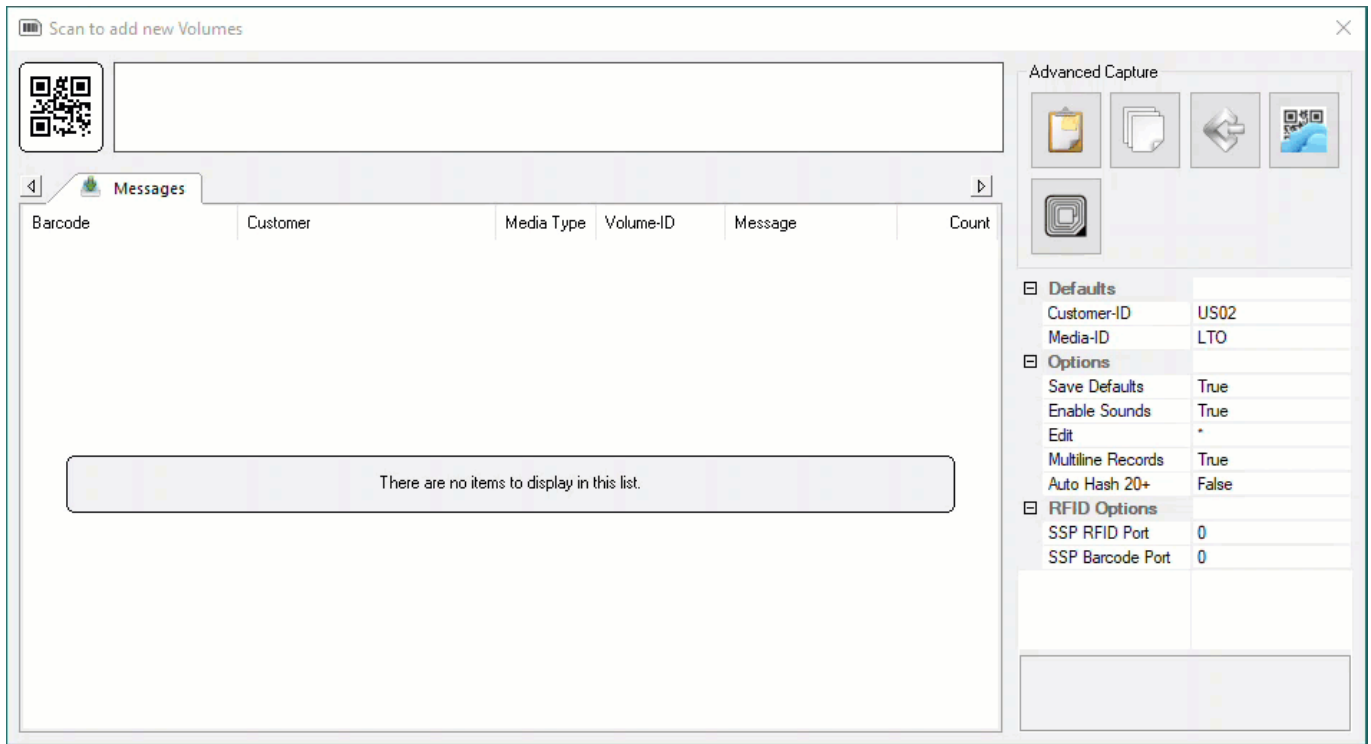 Scan to add new Volumes
Advanced Capture
Messages
Barcode Customer Media Type Volume-ID Message Count
There are no items to display in this list.
Defaults
Customer-ID US02
Media-ID LTO
Options
Save Defaults True
Enable Sounds True
Edit *
Multiline Records True
Auto Hash 20+ False
RFID Options
SSP RFID Port 0
SSP Barcode Port 0